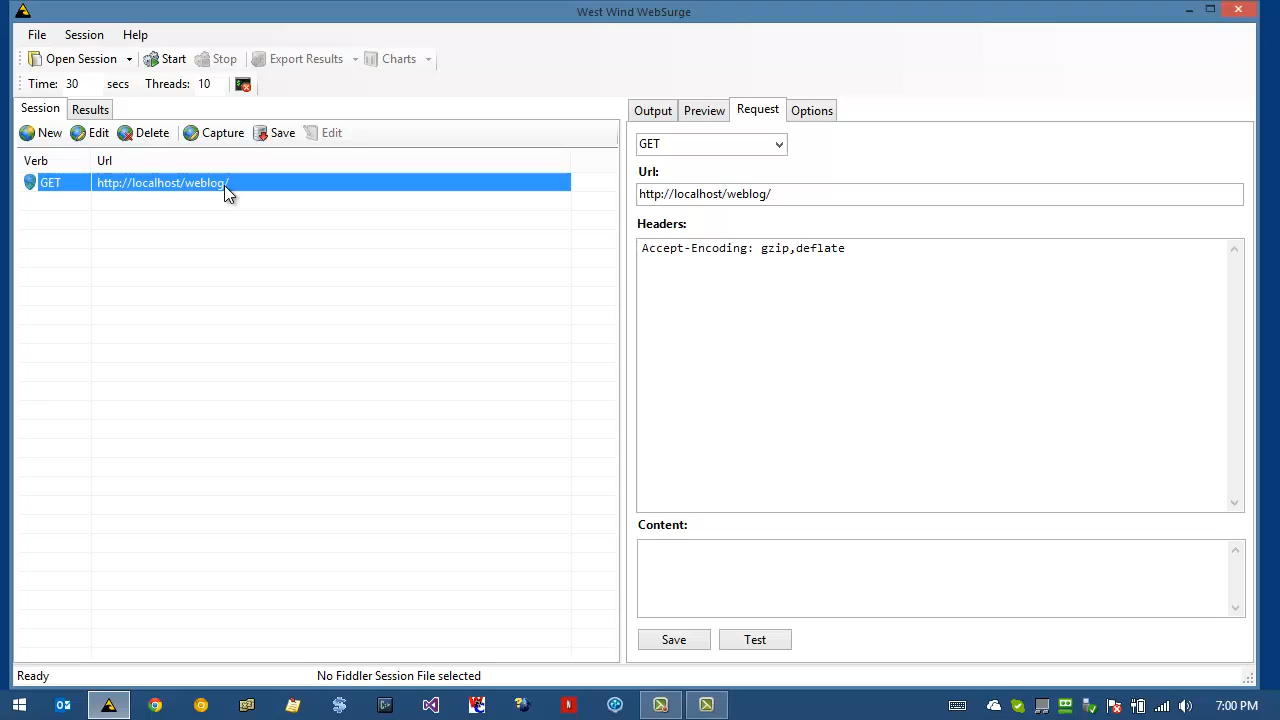 West Wind WebSurge
File Session Help
Open Session Start Stop Export Results Charts
Time: 30 secs Threads: 10
Session Results
New Edit Delete Capture Save Edit
Verb Url
GET http://localhost/weblog/
Output Preview Request Options
GET
Url:
http://localhost/weblog/
Headers:
Accept-Encoding: gzip,deflate
Content:
Save Test
Ready No Fiddler Session File selected
7:00 PM